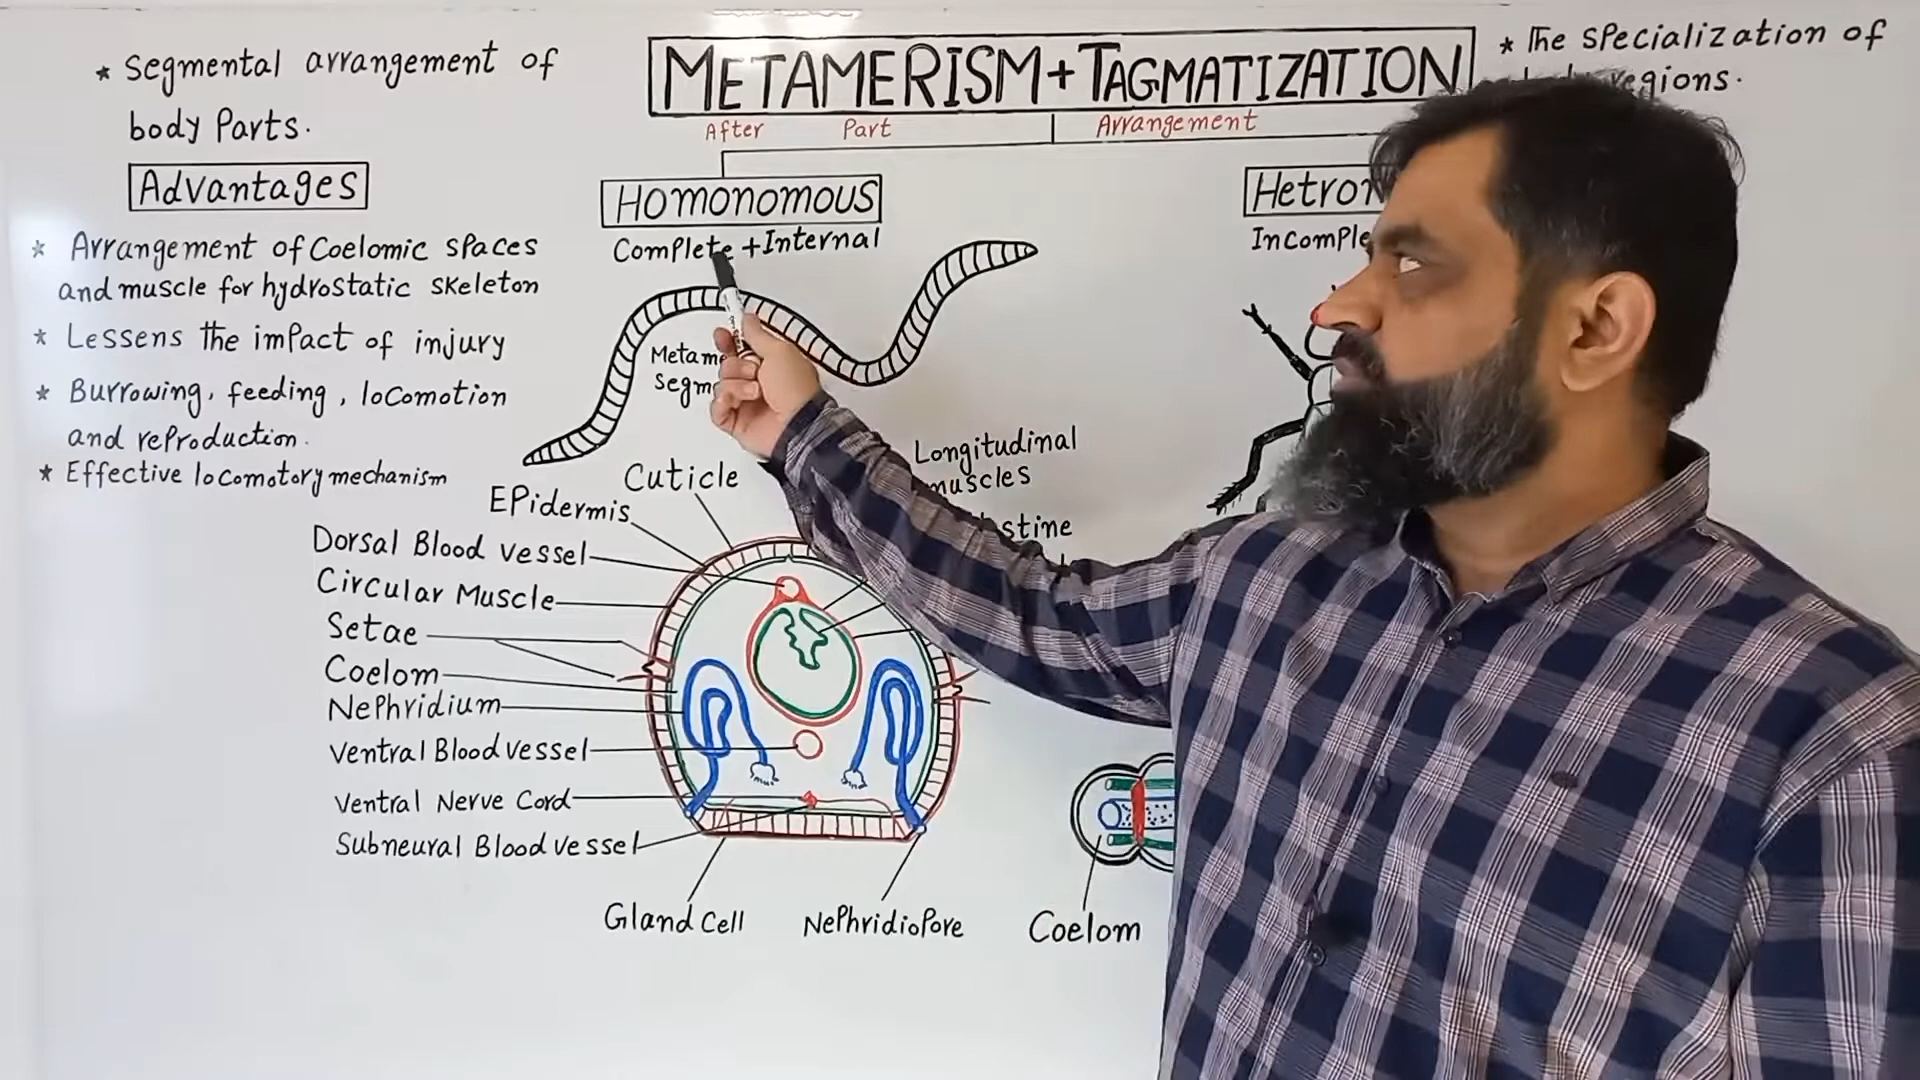 * Segmental arrangement of
body Parts.
Advantages
* Arrangement of Coelomic spaces
and muscle for hydrostatic skeleton
* Lessens the impact of injury
* Burrowing, feeding, locomotion
and reproduction.
* Effective locomotory mechanism
METAMERISM+TAGMATIZATION
After Part Arrangement
* The specialization of
regions.
Homonomous
Complete +Internal
Longitudinal
muscles
Cuticle
Epidermis
Dorsal Blood vessel
Circular Muscle
Setae
Coelom
Nephridium
Ventral Blood vessel
Ventral Nerve Cord
Subneural Blood vessel
Gland Cell
Nephridiopore
Coelom